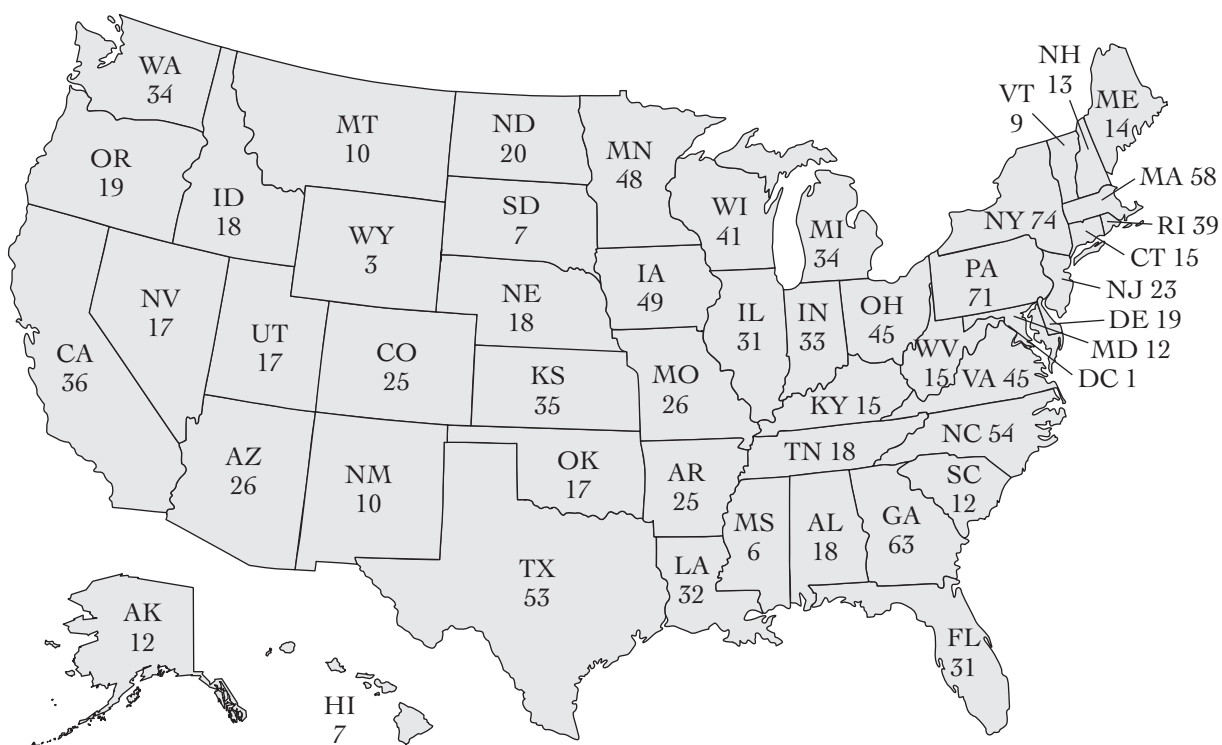 WA
34
OR
19
CA
36
NV
17
ID
18
MT
10
WY
3
UT
17
CO
25
AZ
26
NM
10
ND
20
SD
7
NE
18
KS
35
OK
17
TX
53
MN
48
IA
49
MO
26
AR
25
LA
32
WI
41
IL
31
MI
34
IN
33
OH
45
KY 15
TN 18
MS
6
AL
18
GA
63
FL
31
SC
12
NC 54
VA 45
WV
15
PA
71
NY 74
VT
9
NH
13
ME
14
MA 58
RI 39
CT 15
NJ 23
DE 19
MD 12
DC 1
AK
12
HI
7